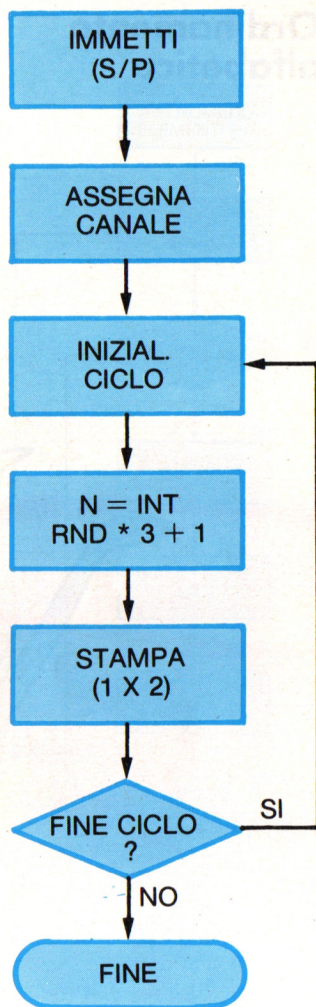 IMMETTI
(S/P)
ASSEGNA
CANALE
INIZIAL.
CICLO
N = INT
RND * 3 + 1
STAMPA
(1 X 2)
FINE CICLO
?
SI
NO
FINE